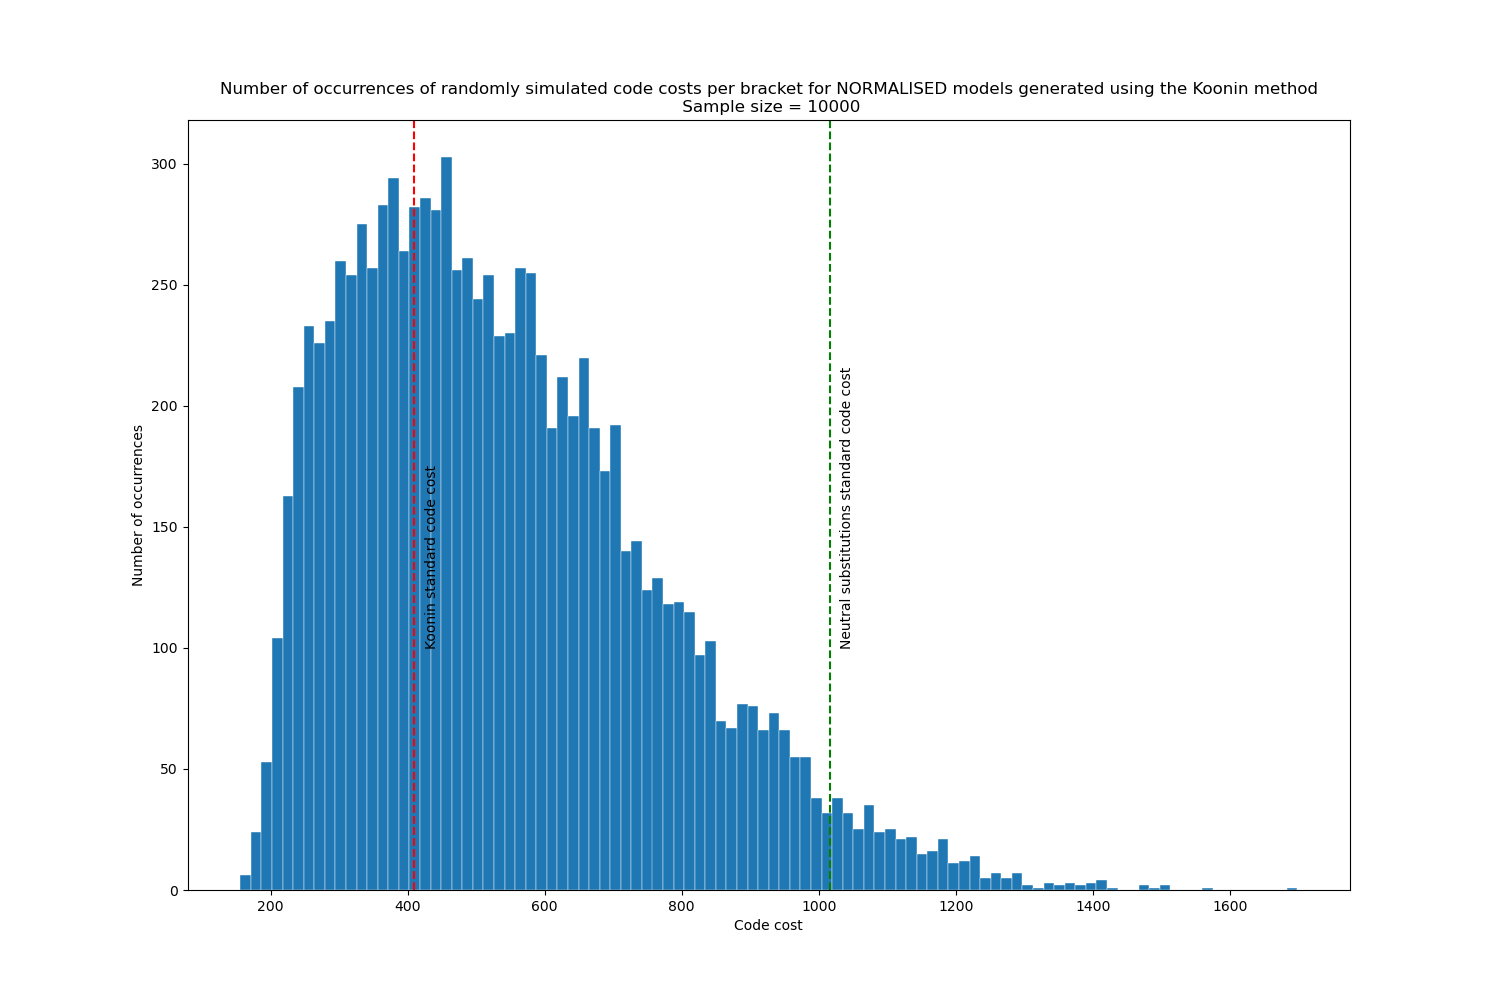 Number of occurrences of randomly simulated code costs per bracket for NORMALISED models generated using the Koonin method
Sample size = 10000
300
250
200
150
100
50
0
Number of occurrences
Koonin standard code cost
Neutral substitutions standard code cost
200 400 600 800 1000 1200 1400 1600
Code cost